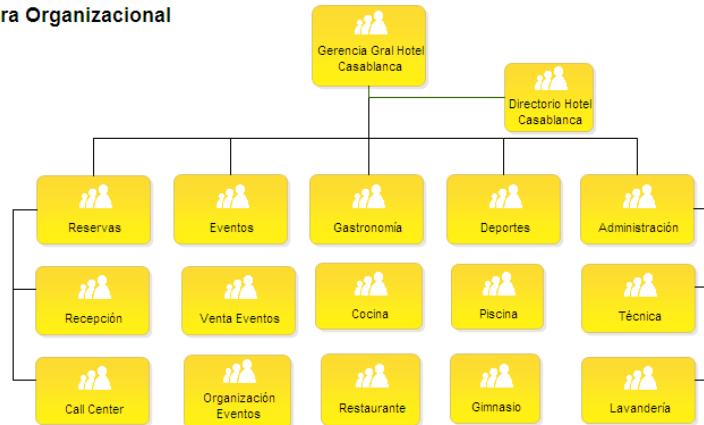 ra Organizacional
Gerencia Gral Hotel
Casablanca
Directorio Hotel
Casablanca
Reservas
Eventos
Gastronomía
Deportes
Administración
Recepción
Venta Eventos
Cocina
Piscina
Técnica
Call Center
Organización
Eventos
Restaurante
Gimnasio
Lavandería